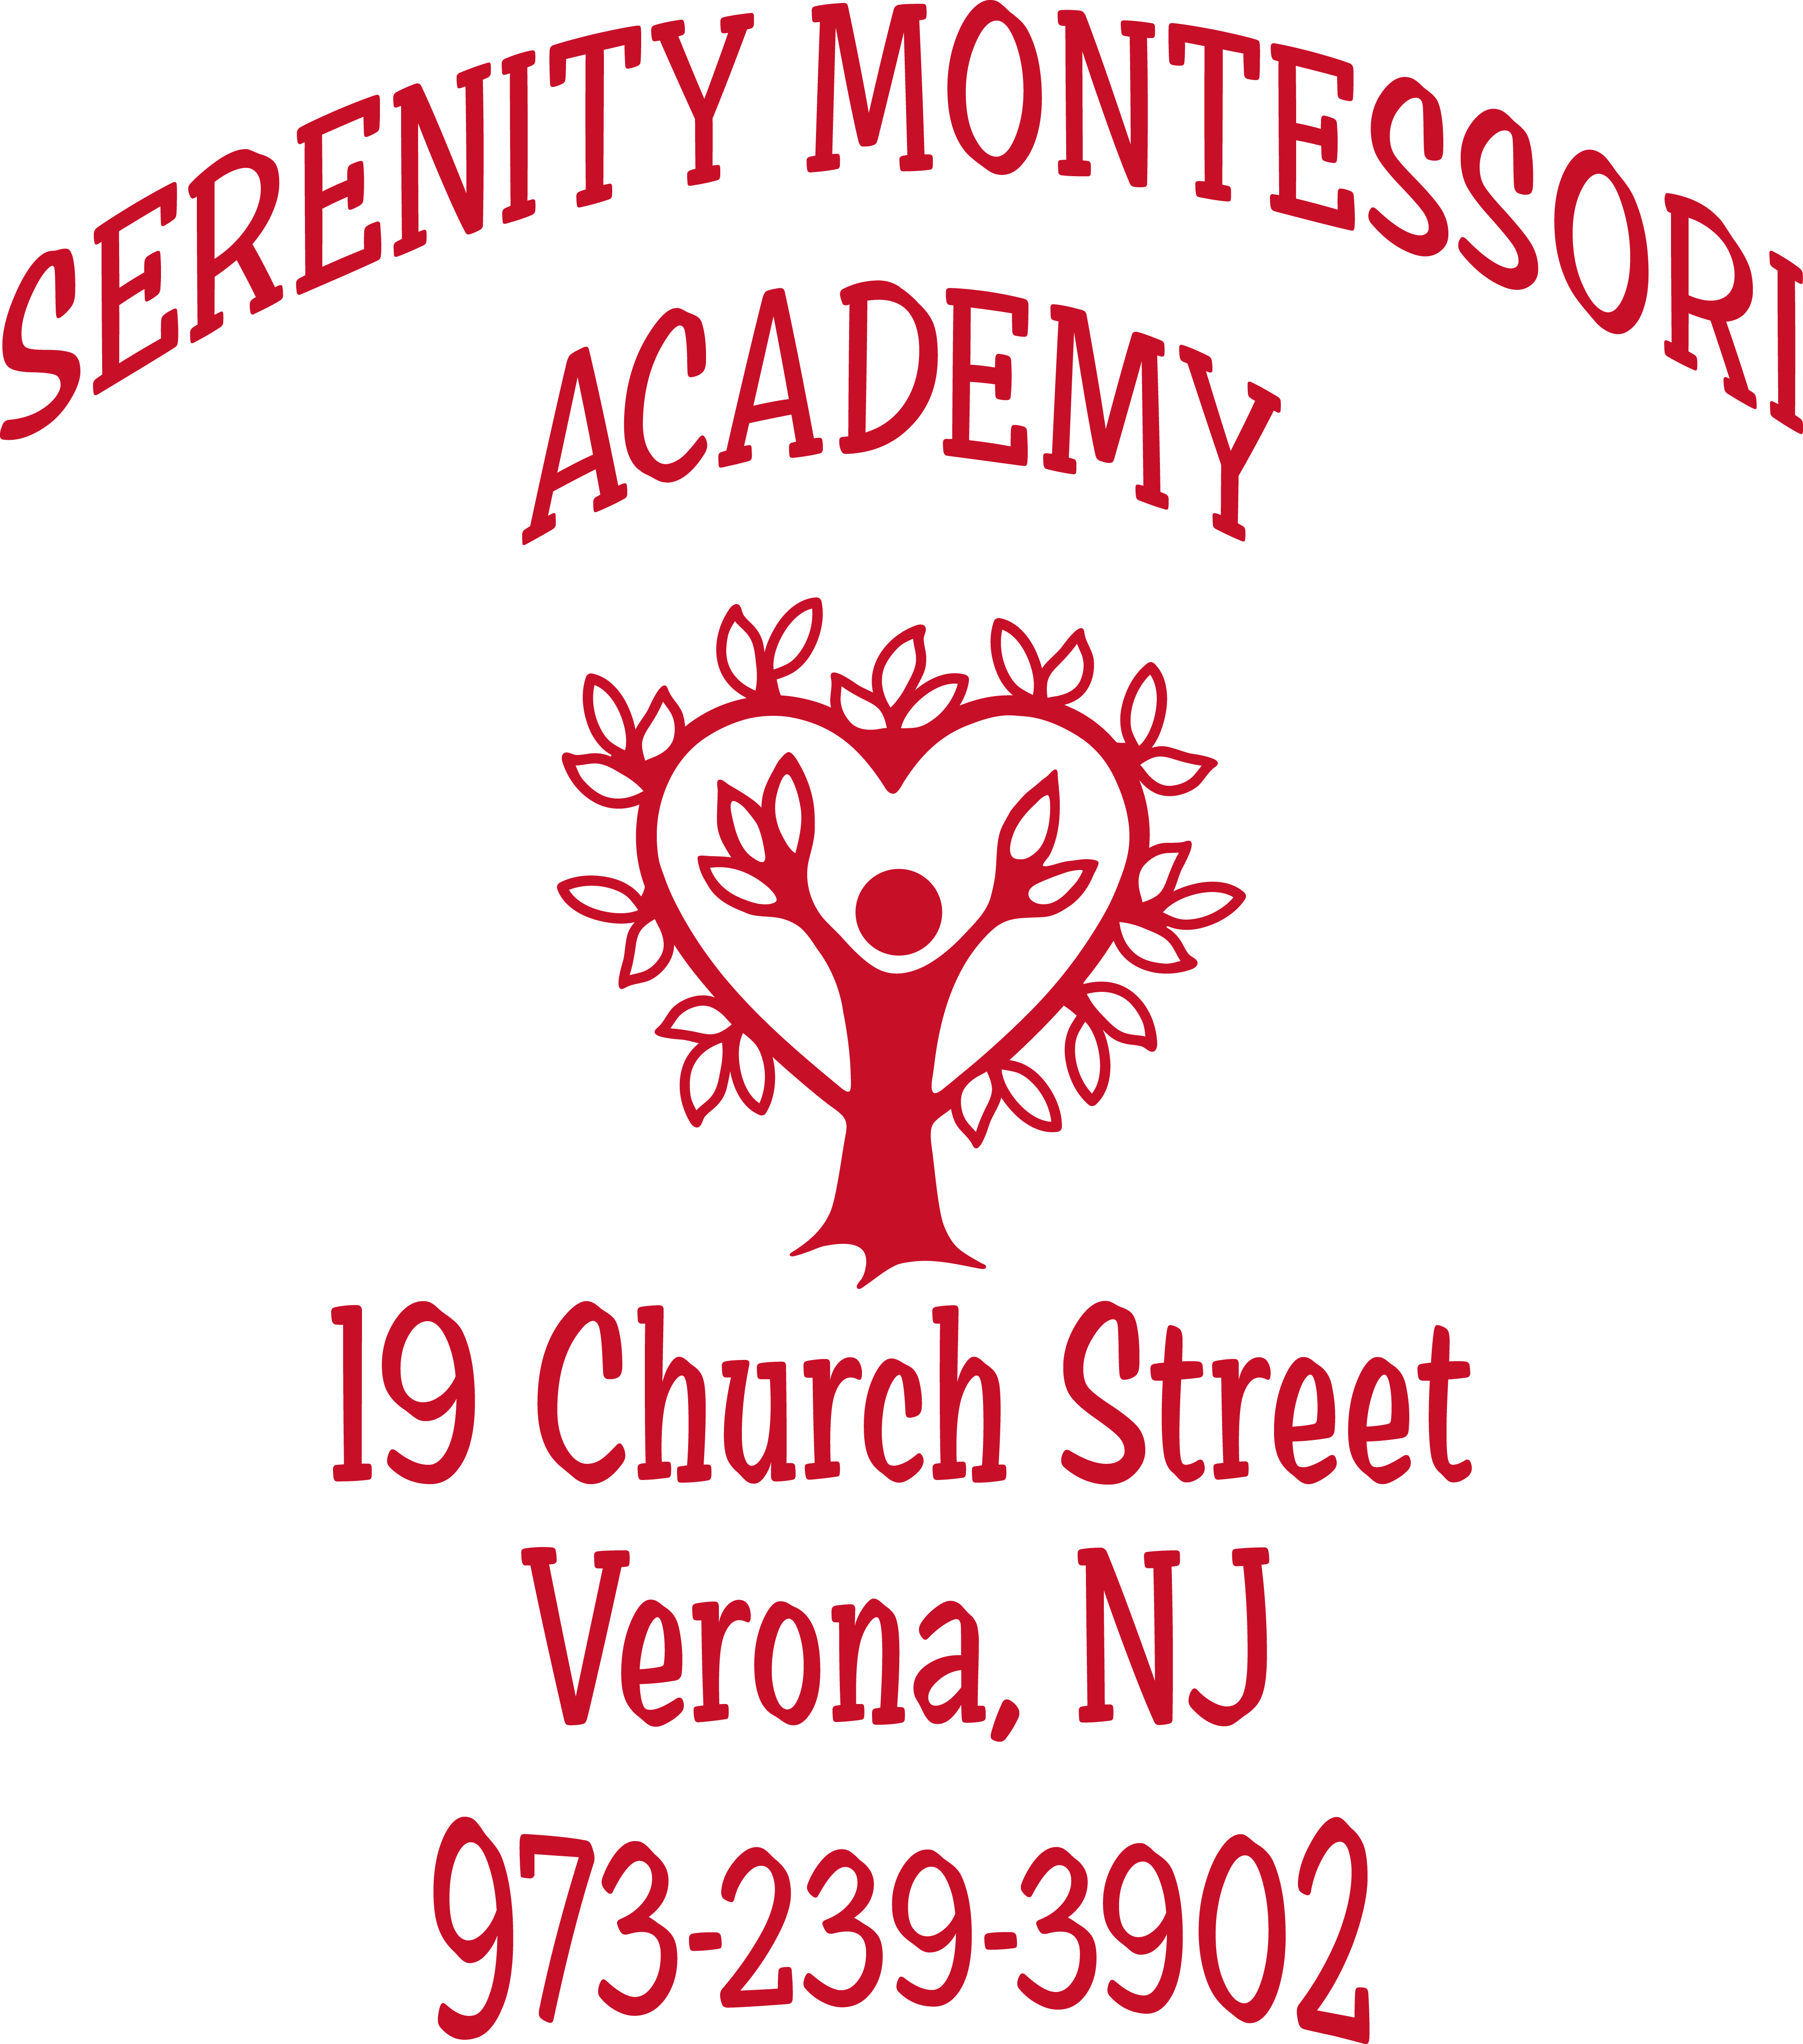 SERENITY MONTESSORI
ACADEMY
19 Church Street
Verona, NJ
973-239-3902